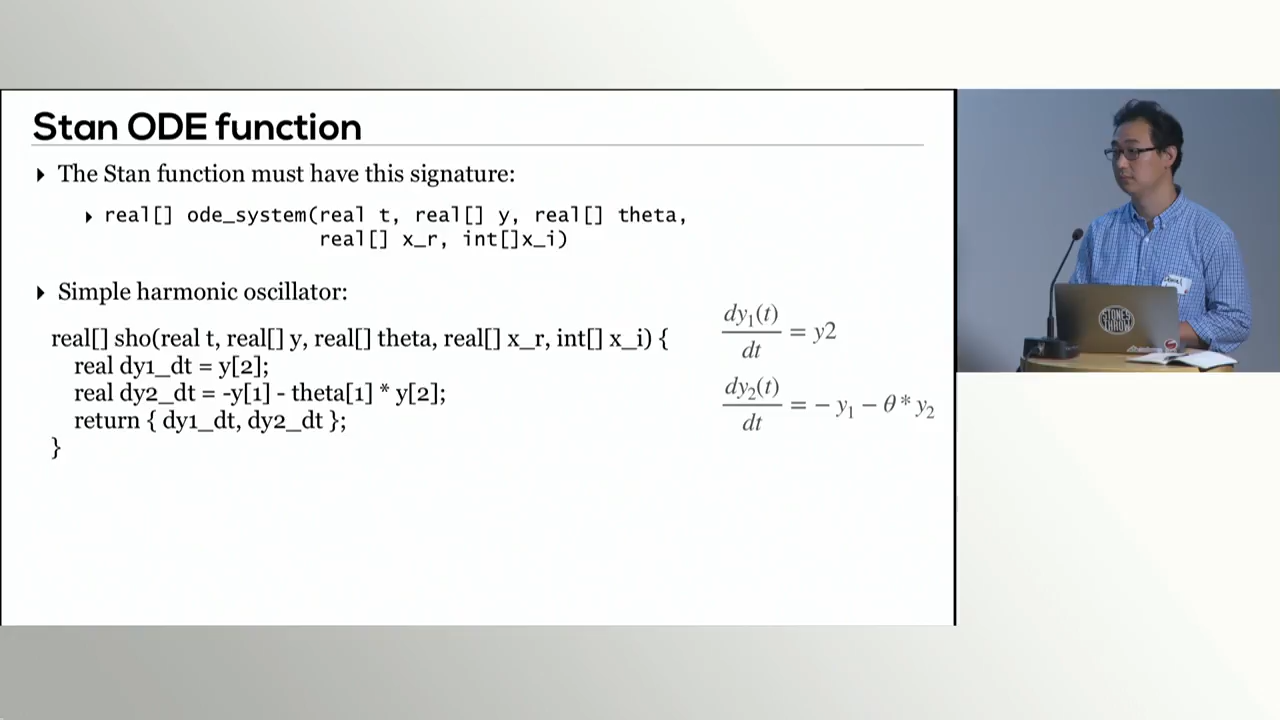 Stan ODE function
The Stan function must have this signature:
real[] ode_system(real t, real[] y, real[] theta,
real[] x_r, int[]x_i)
Simple harmonic oscillator:
real[] sho(real t, real[] y, real[] theta, real[] x_r, int[] x_i) {
real dy1_dt = y[2];
real dy2_dt = -y[1] - theta[1] * y[2];
return { dy1_dt, dy2_dt };
}
dy₁(t)
dt
= y2
dy₂(t)
dt
= − y₁ − θ * y₂
STONES
THROW